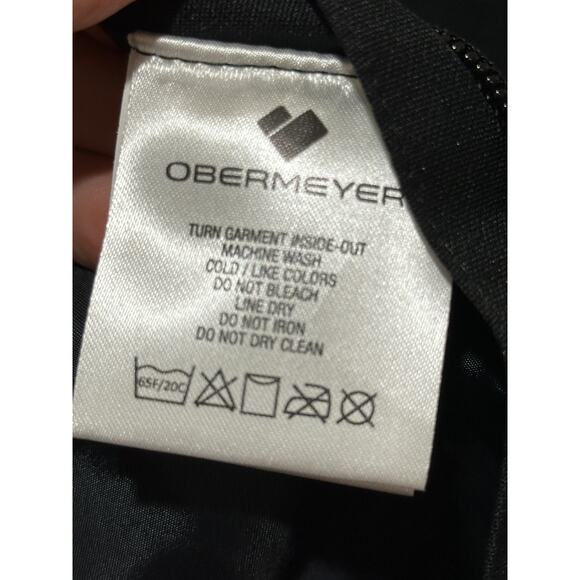 OBERMEYER
TURN GARMENT INSIDE-OUT
MACHINE WASH
COLD / LIKE COLORS
DO NOT BLEACH
LINE DRY
DO NOT IRON
DO NOT DRY CLEAN
65F/20C